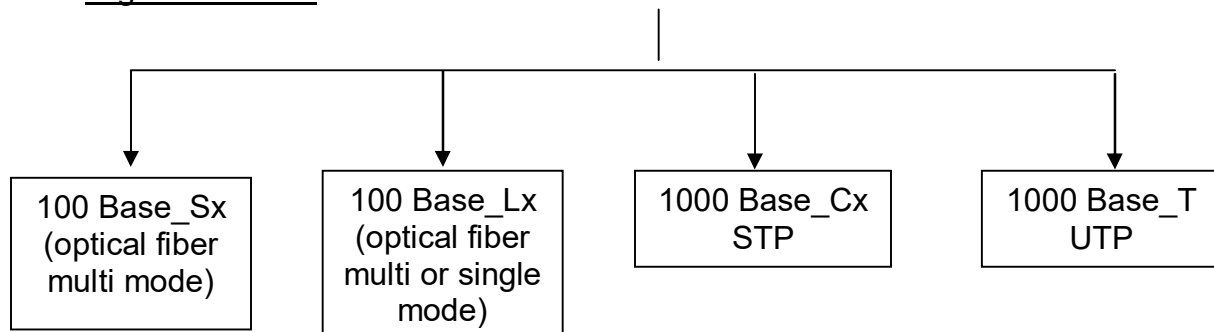 100 Base_Sx
(optical fiber
multi mode)
100 Base_Lx
(optical fiber
multi or single
mode)
1000 Base_Cx
STP
1000 Base_T
UTP